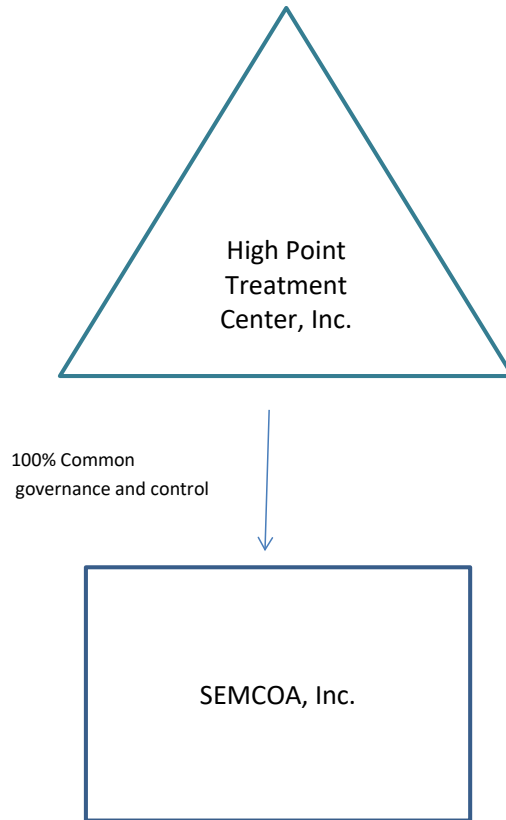 High Point
Treatment
Center, Inc.
100% Common
governance and control
SEMCOA, Inc.